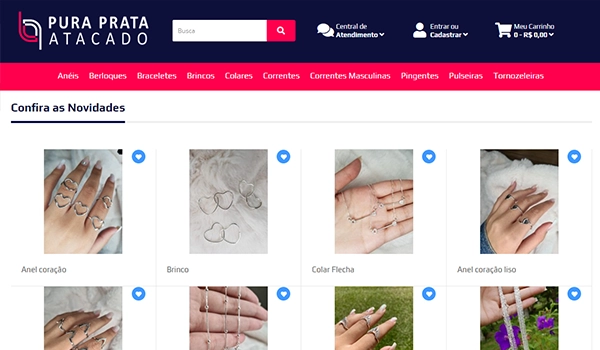 PURA PRATA
ATACADO
Busca
Central de
Atendimento
Entrar ou
Cadastrar
Meu Carrinho
0 - R$ 0,00
Anéis Berloques Braceletes Brincos Colares Correntes Correntes Masculinas Pingentes Pulseiras Tornozeleiras
Confira as Novidades
Anel coração Brinco Colar Flecha Anel coração liso